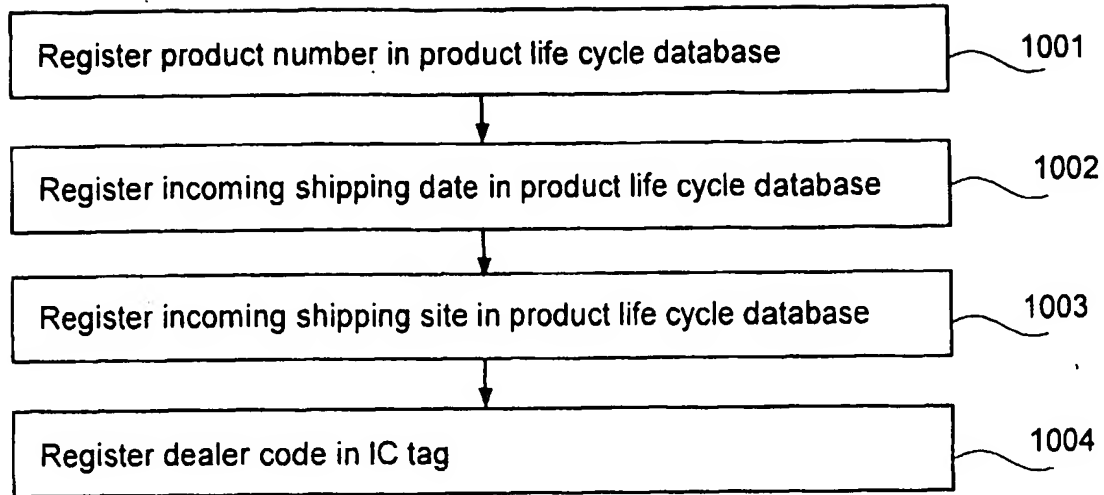 Register product number in product life cycle database
1001
Register incoming shipping date in product life cycle database
1002
Register incoming shipping site in product life cycle database
1003
Register dealer code in IC tag
1004